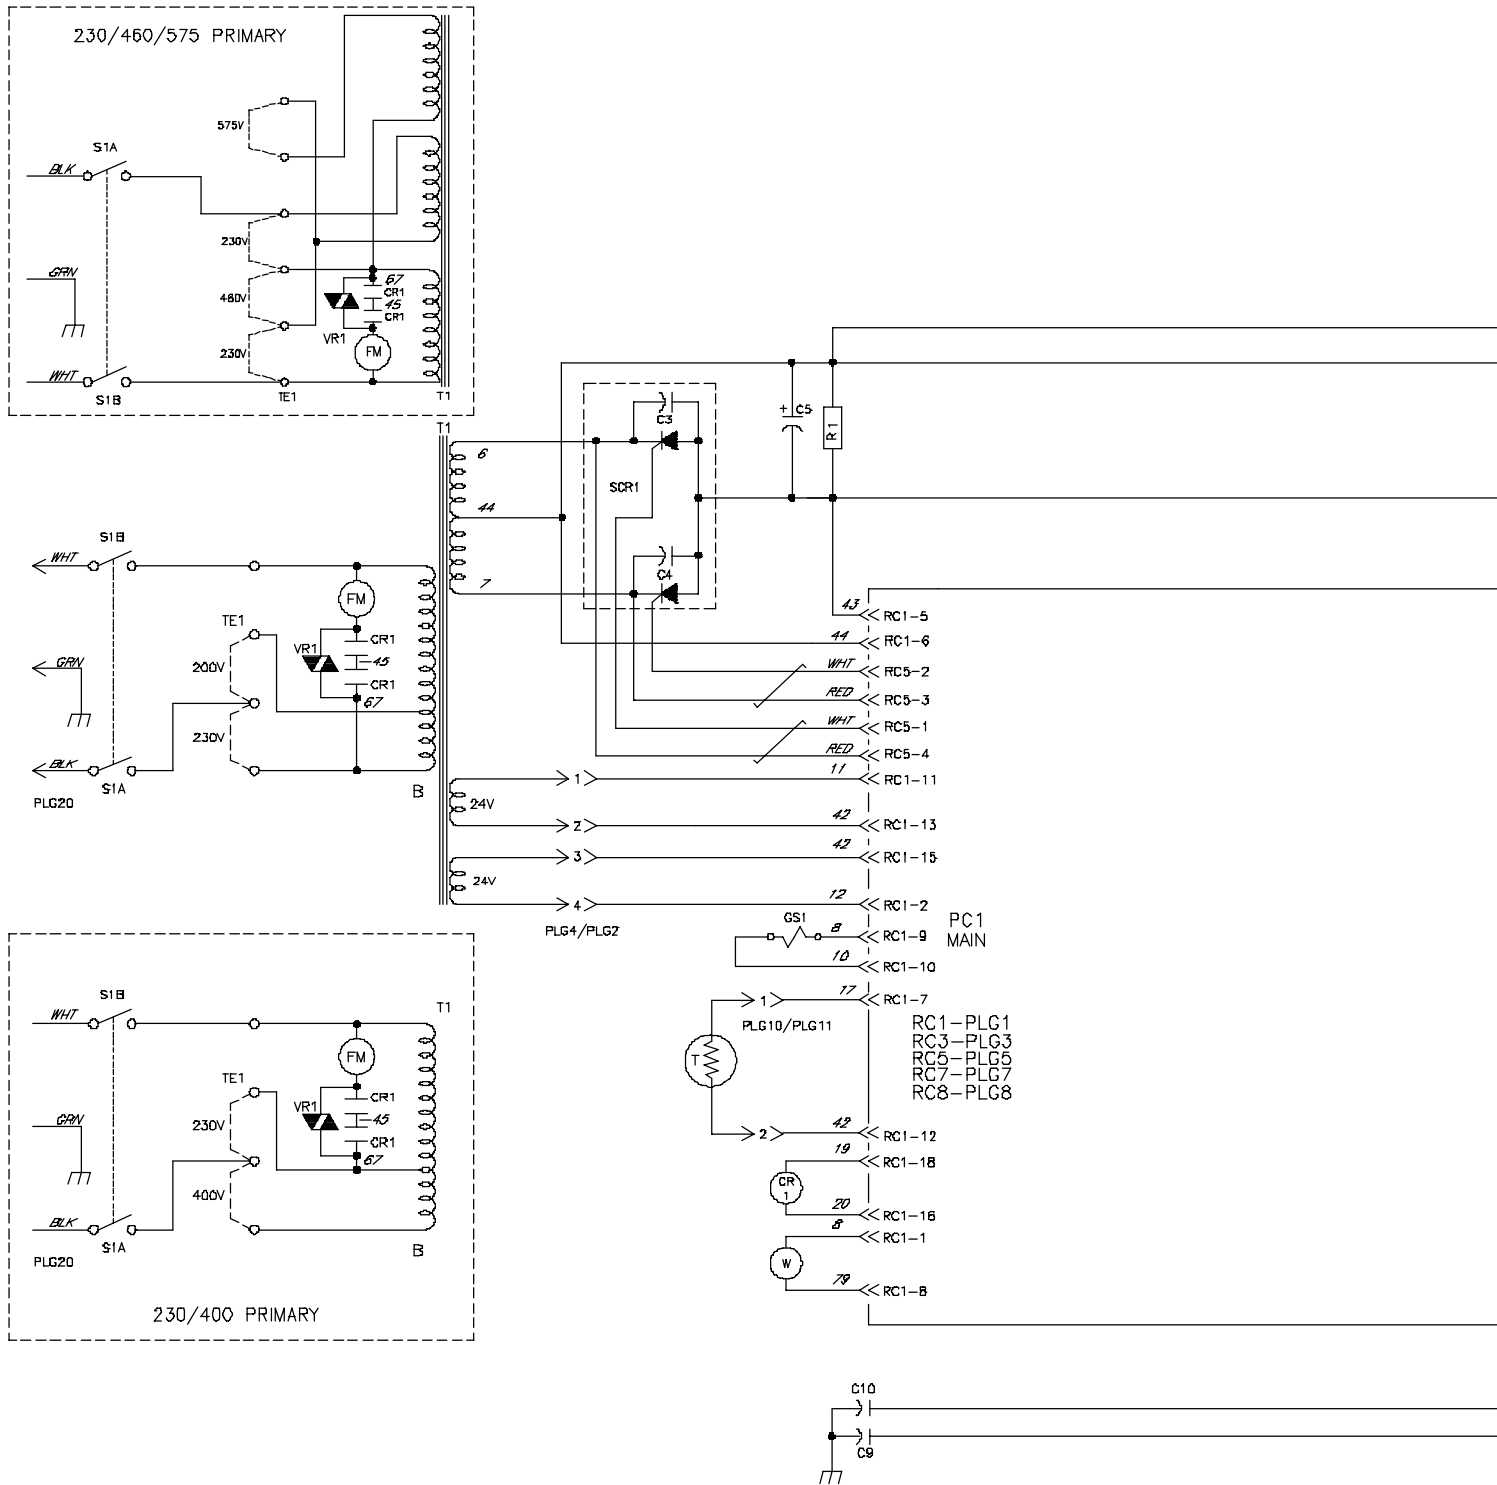 230/460/575 PRIMARY
575V
S1A
BLK
230V
GRN
460V
67
CR1
45
CR1
VR1
FM
230V
WHT
S1B
TE1
T1
T1
6
44
7
SCR1
C3
C4
+ C5
R1
S1B
WHT
FM
TE1
VR1
CR1
45
CR1
67
GRN
200V
230V
BLK
S1A
PLG20
B
24V
24V
1
2
3
4
PLG4/PLG2
43 RC1-5
44 RC1-6
WHT RC5-2
RED RC5-3
WHT RC5-1
RED RC5-4
11 RC1-11
42 RC1-13
42 RC1-15
12 RC1-2
GS1
8 RC1-9
10 RC1-10
PC1
MAIN
1
17 RC1-7
PLG10/PLG11
T
2
42 RC1-12
RC1-PLG1
RC3-PLG3
RC5-PLG5
RC7-PLG7
RC8-PLG8
19 RC1-18
CR
1
20 RC1-16
8 RC1-1
W
79 RC1-8
S1B
WHT
T1
FM
TE1
VR1
CR1
45
CR1
67
GRN
230V
400V
BLK
S1A
B
PLG20
230/400 PRIMARY
C10
C9